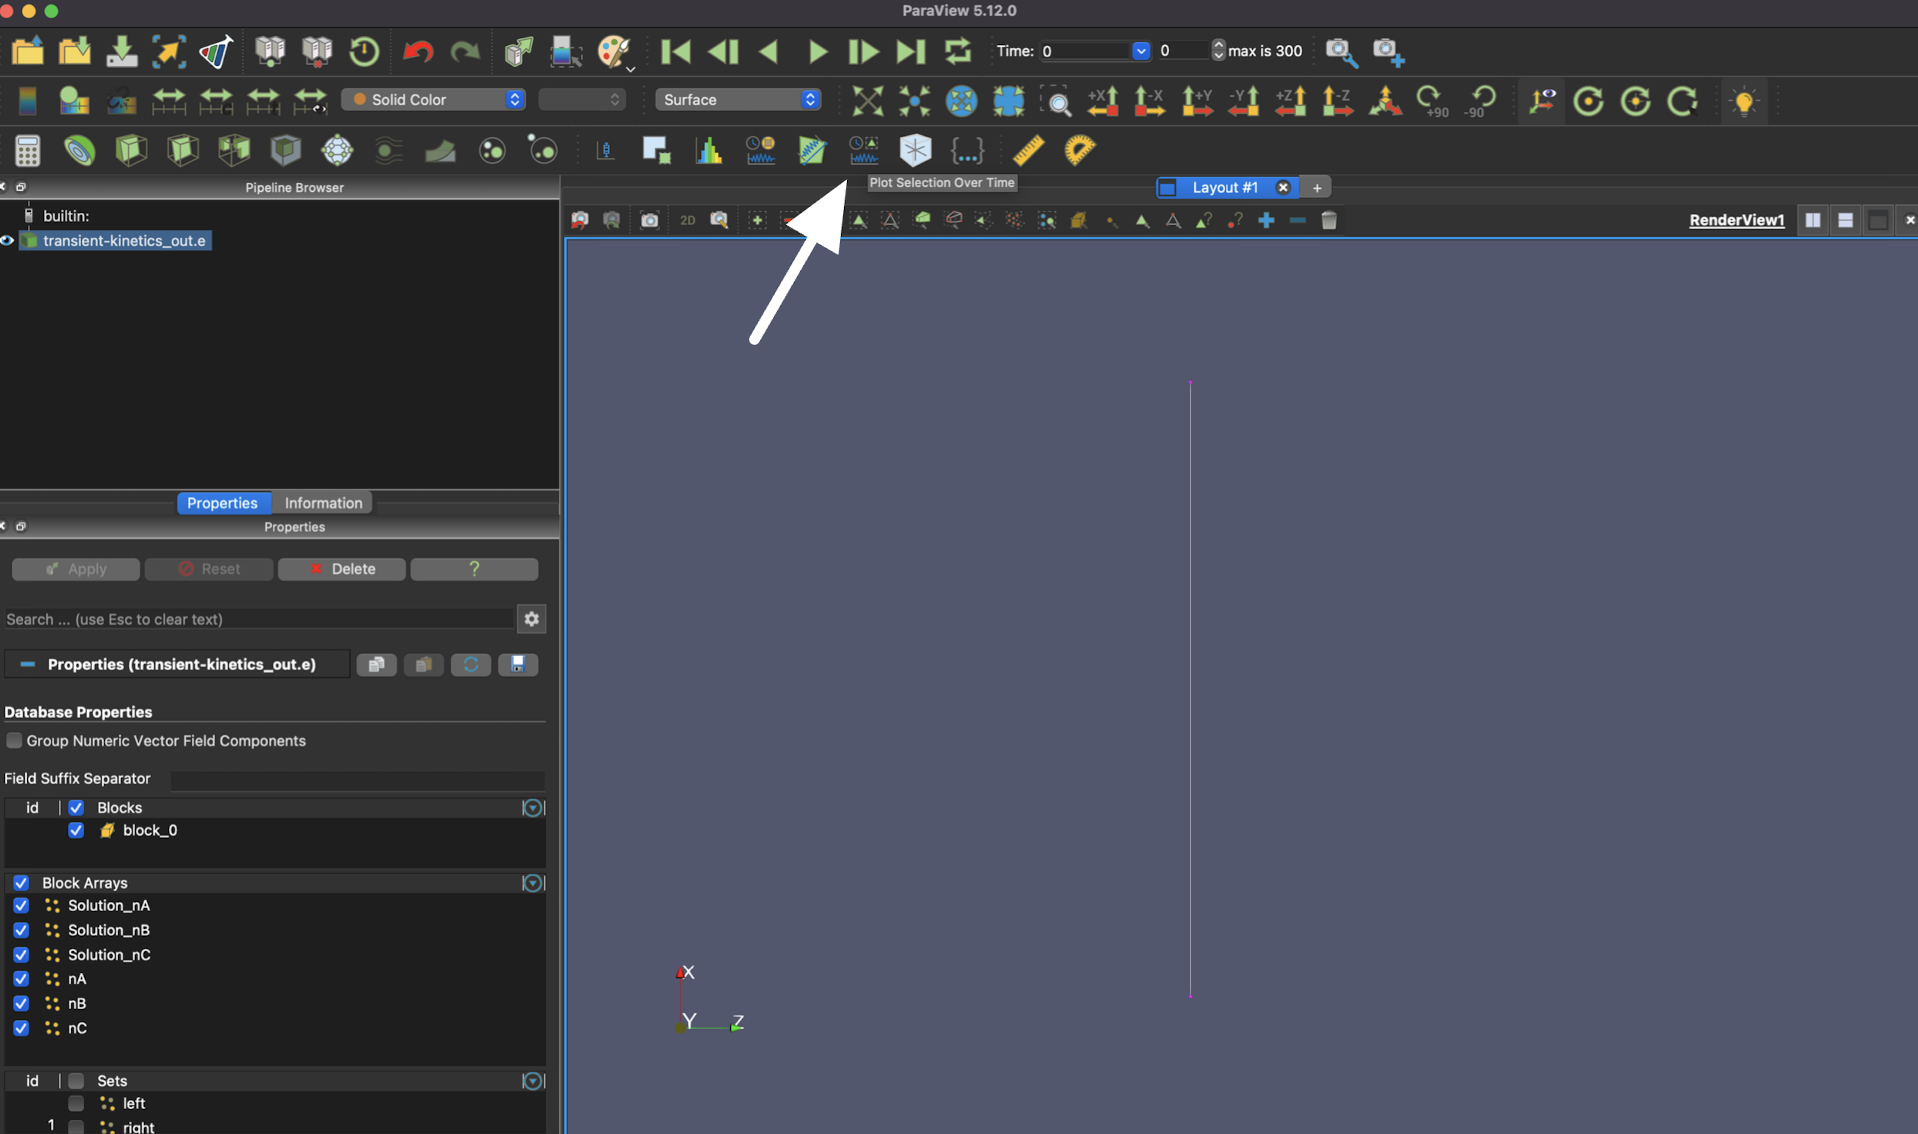 ParaView 5.12.0
Time: 0
0
max is 300
Solid Color
Surface
+X
-X
+Y
-Y
+Z
-Z
+90
-90
{...}
Pipeline Browser
Plot Selection Over Time
Layout #1
+
builtin:
2D
RenderView1
transient-kinetics_out.e
Properties
Information
Properties
Apply
Reset
Delete
?
Search ... (use Esc to clear text)
Properties (transient-kinetics_out.e)
Database Properties
Group Numeric Vector Field Components
Field Suffix Separator
id
Blocks
block_0
Block Arrays
Solution_nA
Solution_nB
Solution_nC
nA
nB
nC
X
Y
Z
id
Sets
left
1
right